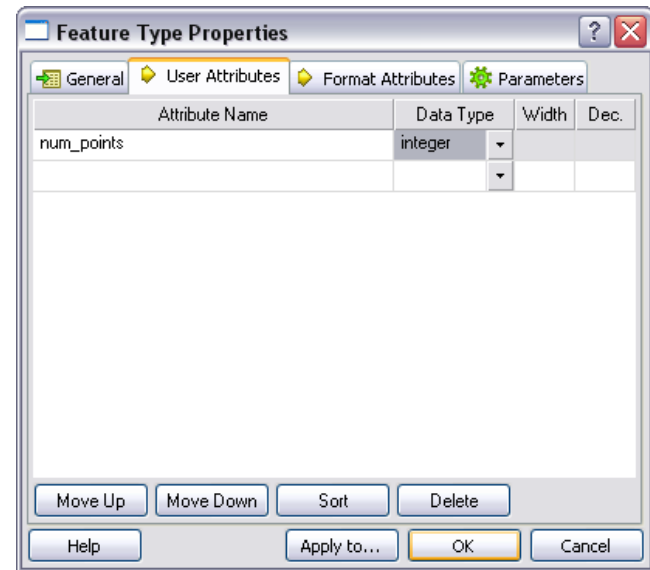 Feature Type Properties
General User Attributes Format Attributes Parameters
Attribute Name Data Type Width Dec.
num_points integer
Move Up Move Down Sort Delete
Help Apply to... OK Cancel